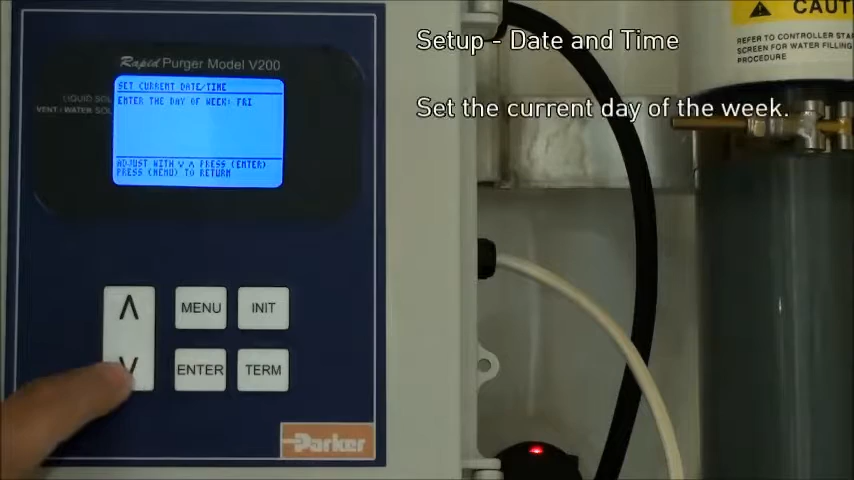 Setup - Date and Time
Set the current day of the week.
Rapid Purger Model V200
LIQUID SOL
VENT / WATER SOL
SET CURRENT DATE/TIME
ENTER THE DAY OF WEEK: FRI
ADJUST WITH ∨ ∧ PRESS (ENTER)
PRESS (MENU) TO RETURN
∧
MENU
INIT
∨
ENTER
TERM
Parker
CAUT
REFER TO CONTROLLER STAR
SCREEN FOR WATER FILLING
PROCEDURE